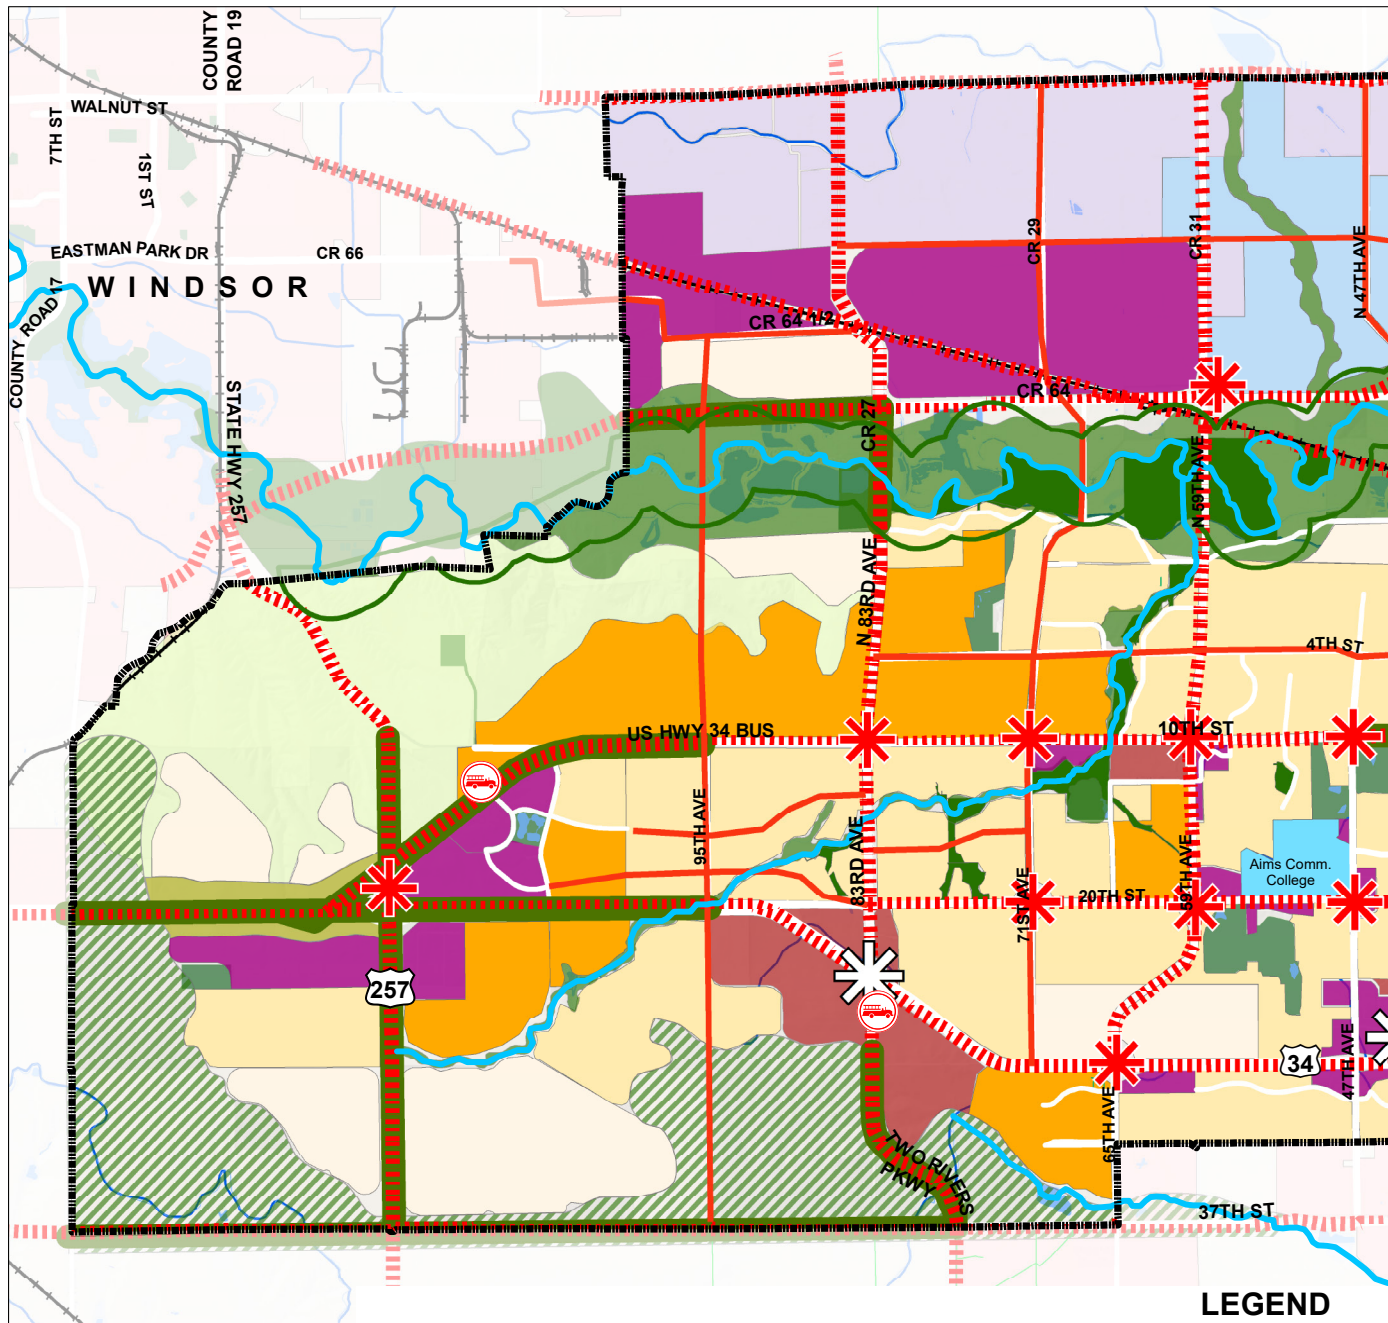 COUNTY
ROAD 19
WALNUT ST
7TH ST
1ST ST
EASTMAN PARK DR
CR 66
WINDSOR
COUNTY ROAD 17
STATE HWY 257
CR 29
CR 31
N 47TH AVE
CR 64 1/2
CR 64
CR 27
N 59TH AVE
N 83RD AVE
4TH ST
US HWY 34 BUS
10TH ST
95TH AVE
83RD AVE
59TH AVE
Aims Comm.
College
71ST AVE
20TH ST
257
34
47TH AVE
65TH AVE
TWO RIVERS
PKWY
37TH ST
LEGEND